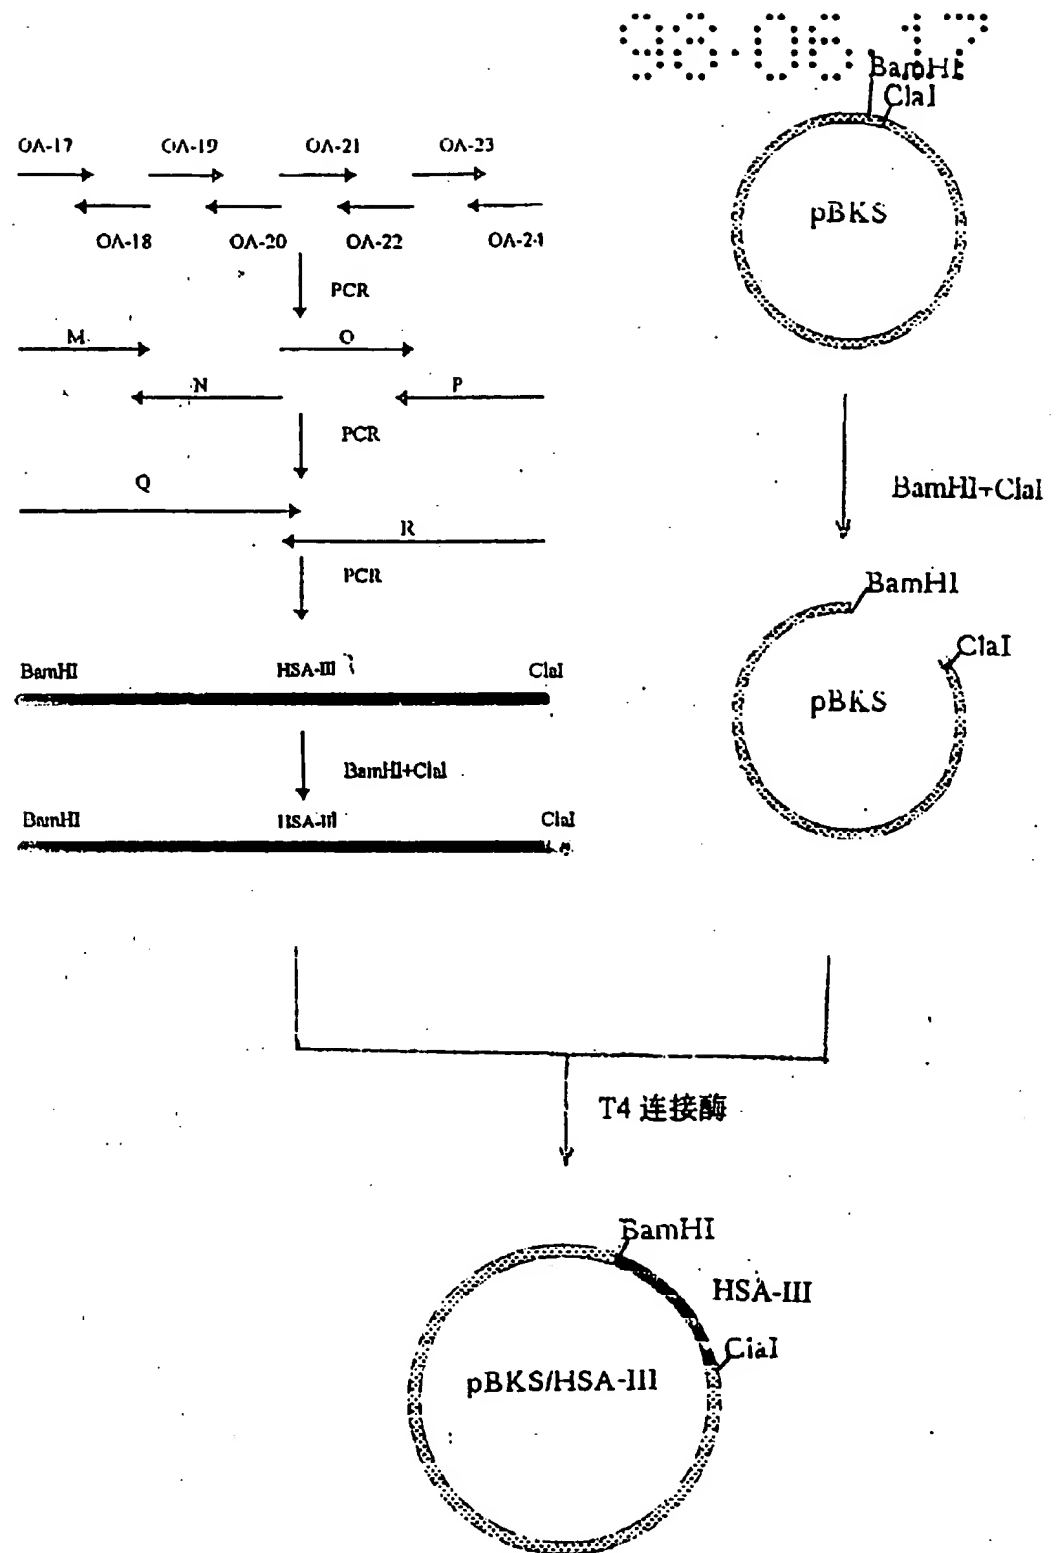 98·06·17
BamHI
ClaI
pBKS
BamHI+ClaI
BamHI
ClaI
pBKS
OA-17 OA-19 OA-21 OA-23
OA-18 OA-20 OA-22 OA-24
PCR
M O
N P
PCR
Q
R
PCR
BamHI HSA-III ClaI
BamHI+ClaI
BamHI HSA-III ClaI
T4 连接酶
BamHI
HSA-III
ClaI
pBKS/HSA-III